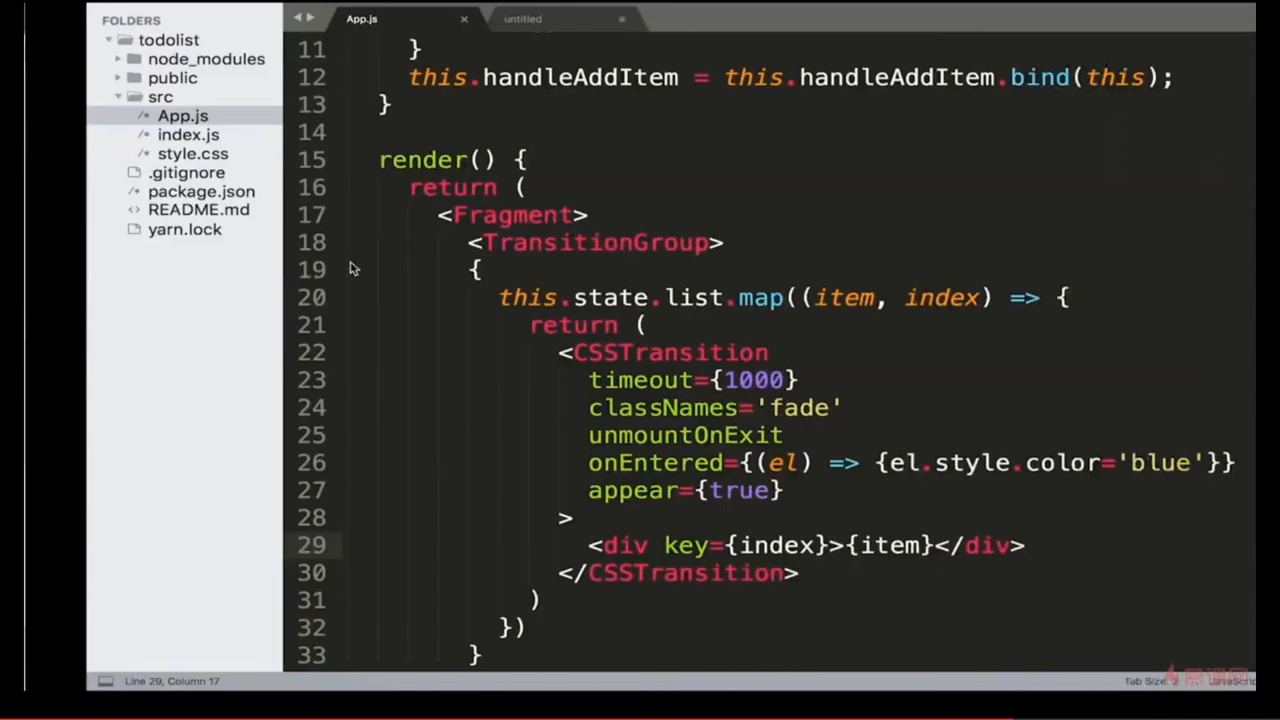 FOLDERS
todolist
node_modules
public
src
App.js
index.js
style.css
.gitignore
package.json
README.md
yarn.lock
App.js
untitled
11 }
12 this.handleAddItem = this.handleAddItem.bind(this);
13 }
14
15 render() {
16 return (
17 <Fragment>
18 <TransitionGroup>
19 {
20 this.state.list.map((item, index) => {
21 return (
22 <CSSTransition
23 timeout={1000}
24 classNames='fade'
25 unmountOnExit
26 onEntered={(el) => {el.style.color='blue'}}
27 appear={true}
28 >
29 <div key={index}>{item}</div>
30 </CSSTransition>
31 )
32 })
33 }
Line 29, Column 17
Tab Size: 2
慕课网